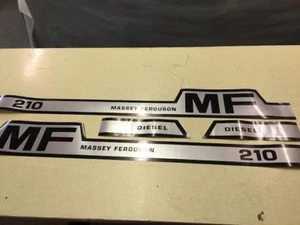 210 MASSEY FERGUSON MF
DIESEL DIESEL
MF MASSEY FERGUSON 210